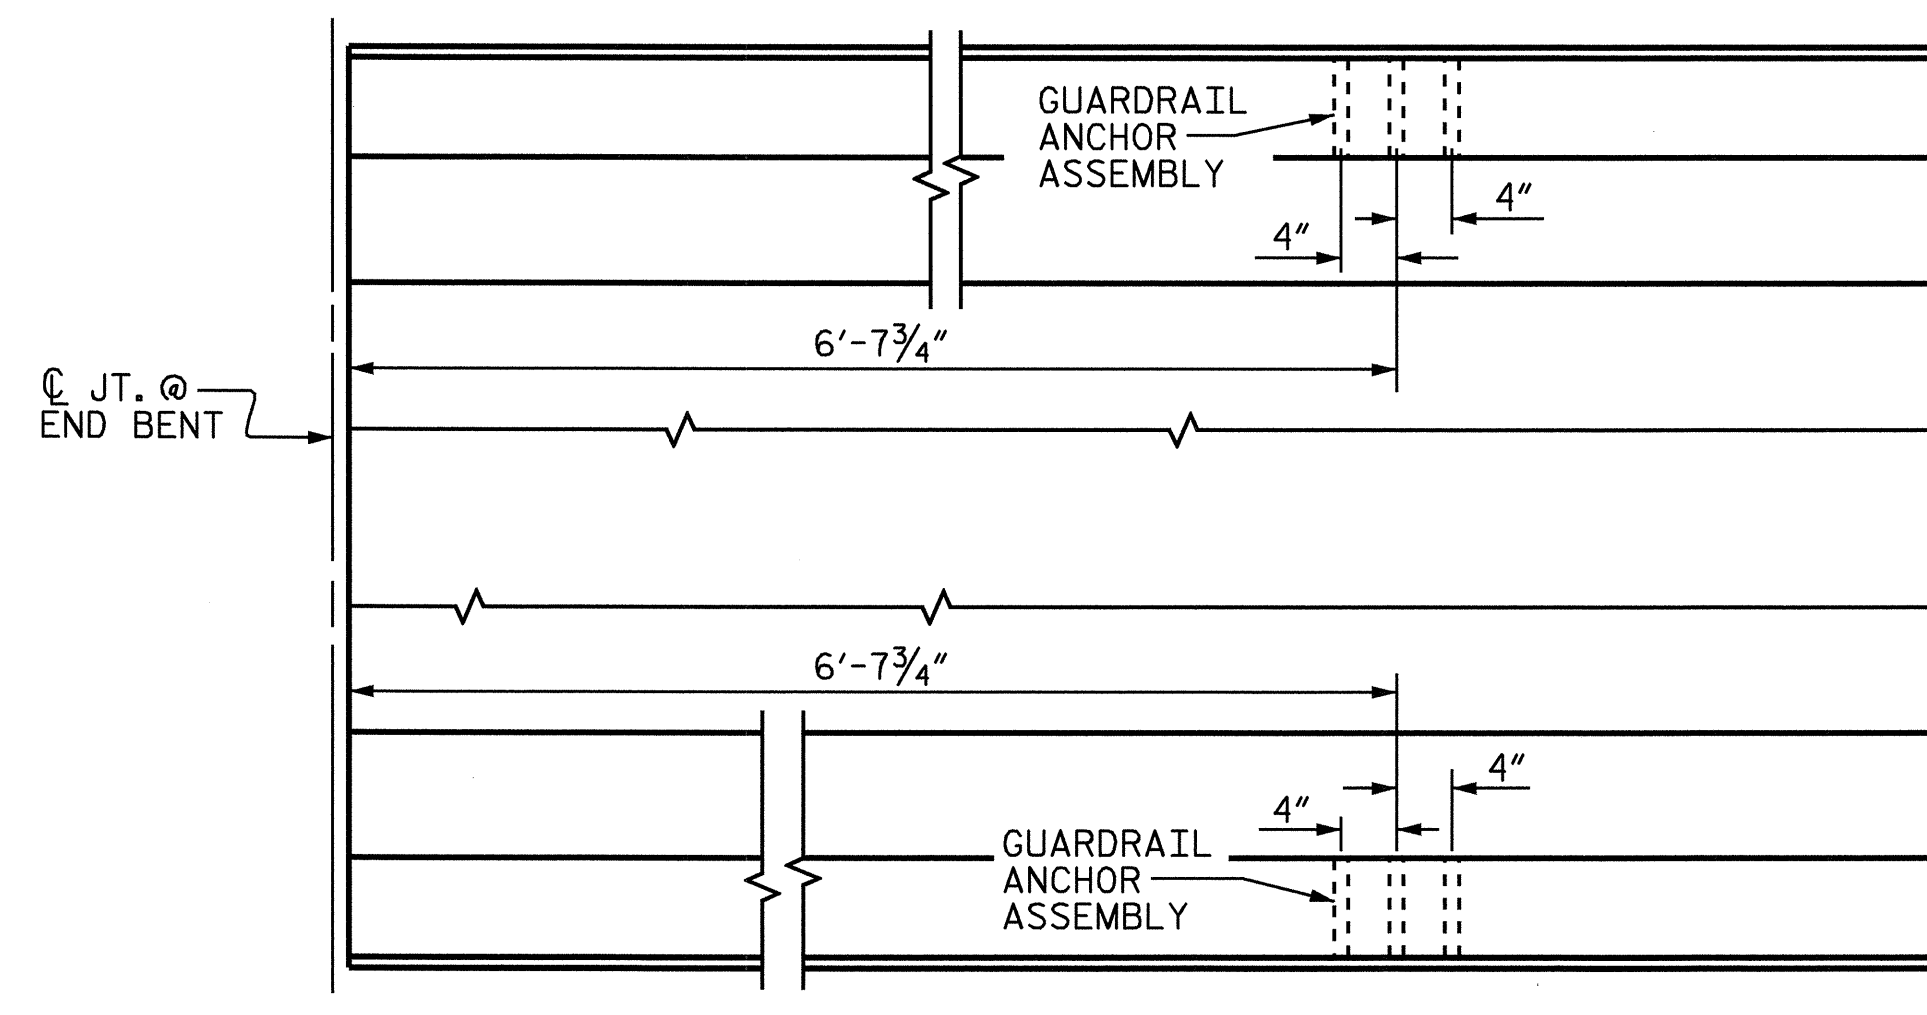 GUARDRAIL
ANCHOR
ASSEMBLY
4"
4"
6'-7¾"
℄ JT. @
END BENT
6'-7¾"
4"
4"
GUARDRAIL
ANCHOR
ASSEMBLY